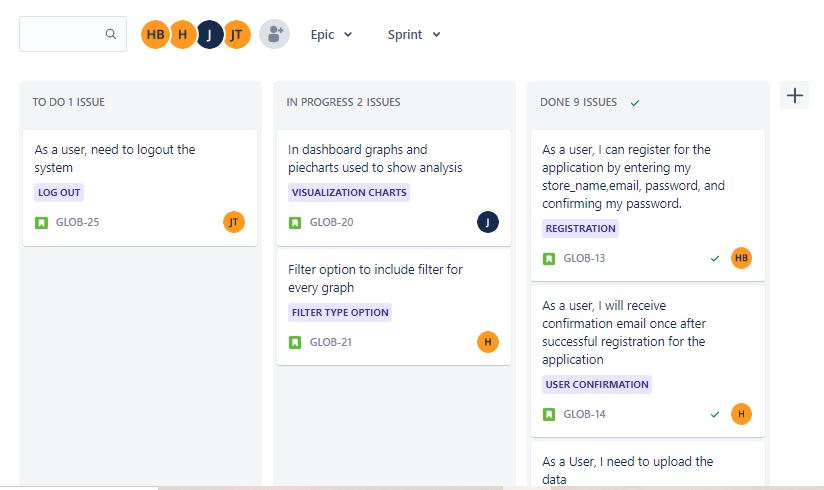 HB H J JT Epic Sprint
TO DO 1 ISSUE
As a user, need to logout the
system
LOG OUT
GLOB-25 JT
IN PROGRESS 2 ISSUES
In dashboard graphs and
piecharts used to show analysis
VISUALIZATION CHARTS
GLOB-20 J
Filter option to include filter for
every graph
FILTER TYPE OPTION
GLOB-21 H
DONE 9 ISSUES
As a user, I can register for the
application by entering my
store_name,email, password, and
confirming my password.
REGISTRATION
GLOB-13 HB
As a user, I will receive
confirmation email once after
successful registration for the
application
USER CONFIRMATION
GLOB-14 H
As a User, I need to upload the
data